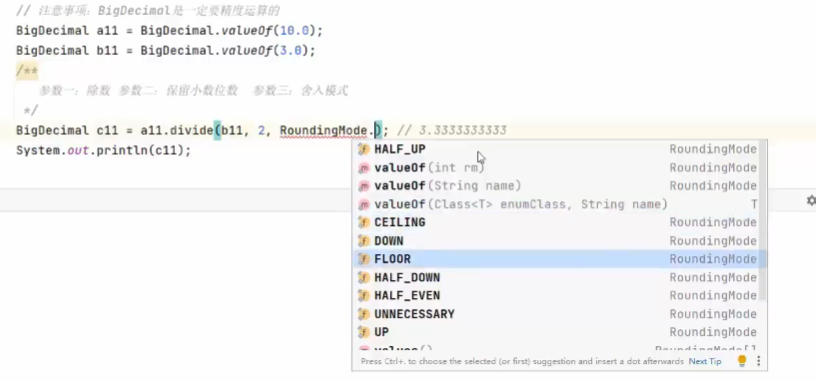 // 注意事项：BigDecimal是一定要精度运算的
BigDecimal a11 = BigDecimal.valueOf(10.0);
BigDecimal b11 = BigDecimal.valueOf(3.0);
/**
参数一：除数 参数二：保留小数位数 参数三：舍入模式
*/
BigDecimal c11 = a11.divide(b11, 2, RoundingMode.); // 3.3333333333
System.out.println(c11);
HALF_UP RoundingMode
valueOf(int rm) RoundingMode
valueOf(String name) RoundingMode
valueOf(Class<T> enumClass, String name) T
CEILING RoundingMode
DOWN RoundingMode
FLOOR RoundingMode
HALF_DOWN RoundingMode
HALF_EVEN RoundingMode
UNNECESSARY RoundingMode
UP RoundingMode
values() RoundingMode[]
Press Ctrl+. to choose the selected (or first) suggestion and insert a dot afterwards Next Tip